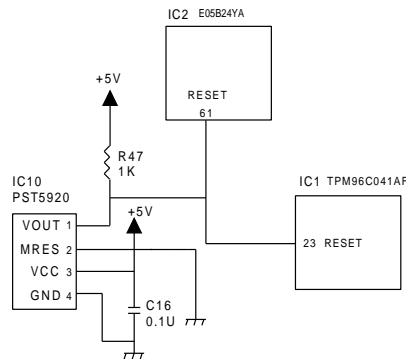 IC2 E05B24YA
+5V
RESET
61
R47
1K
IC10
PST5920
IC1 TPM96C041AF
+5V
VOUT 1
MRES 2
VCC 3
GND 4
23 RESET
C16
0.1U